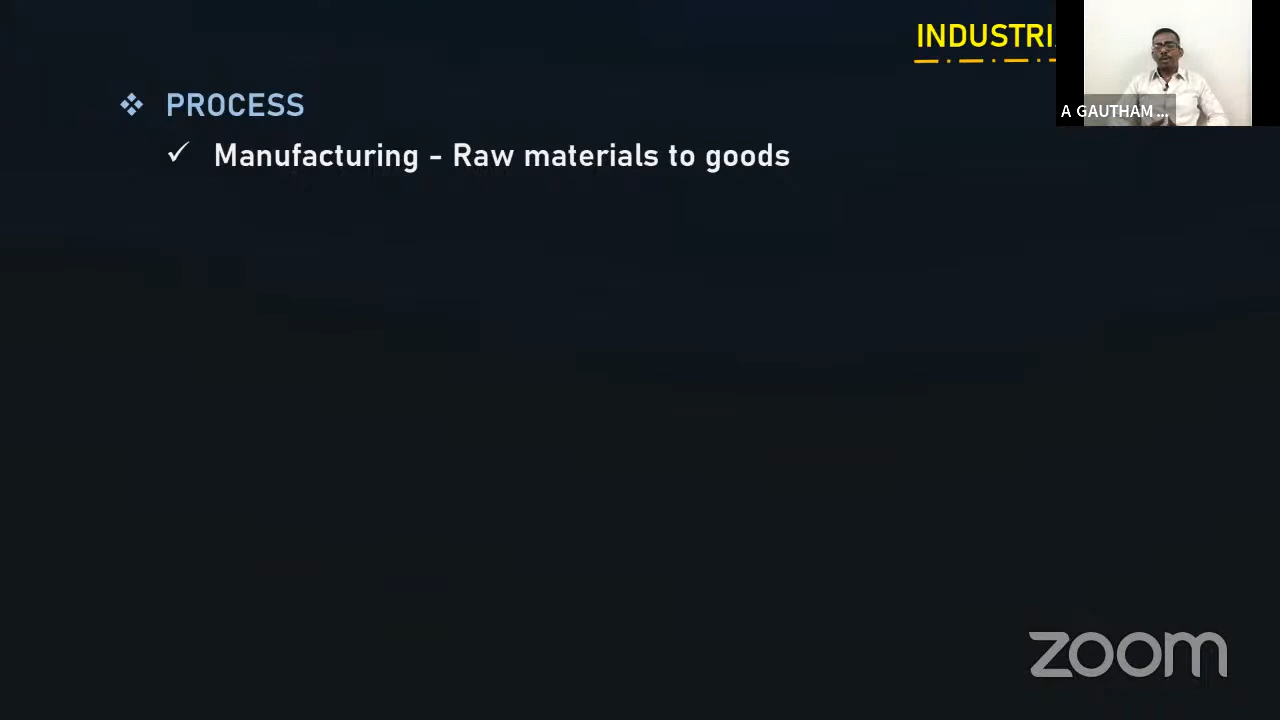 INDUSTRI
PROCESS
Manufacturing - Raw materials to goods
A GAUTHAM ...
zoom